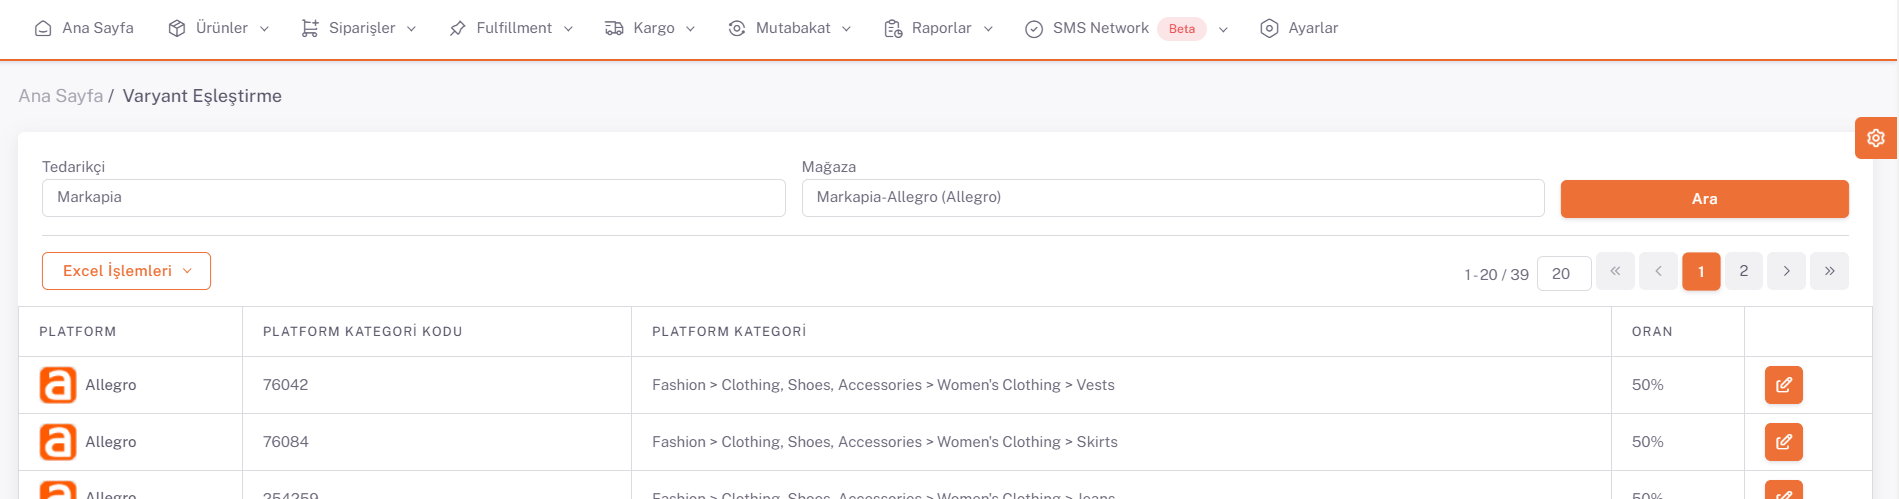 Ana Sayfa Ürünler Siparişler Fulfillment Kargo Mutabakat Raporlar SMS Network Beta Ayarlar
Ana Sayfa / Varyant Eşleştirme
Tedarikçi Mağaza
Markapia Markapia-Allegro (Allegro) Ara
Excel İşlemleri 1 - 20 / 39 20 « ‹ 1 2 › »
PLATFORM PLATFORM KATEGORİ KODU PLATFORM KATEGORİ ORAN
a Allegro 76042 Fashion > Clothing, Shoes, Accessories > Women's Clothing > Vests 50%
a Allegro 76084 Fashion > Clothing, Shoes, Accessories > Women's Clothing > Skirts 50%
a Allegro 254259 Fashion > Clothing, Shoes, Accessories > Women's Clothing > Jeans 50%